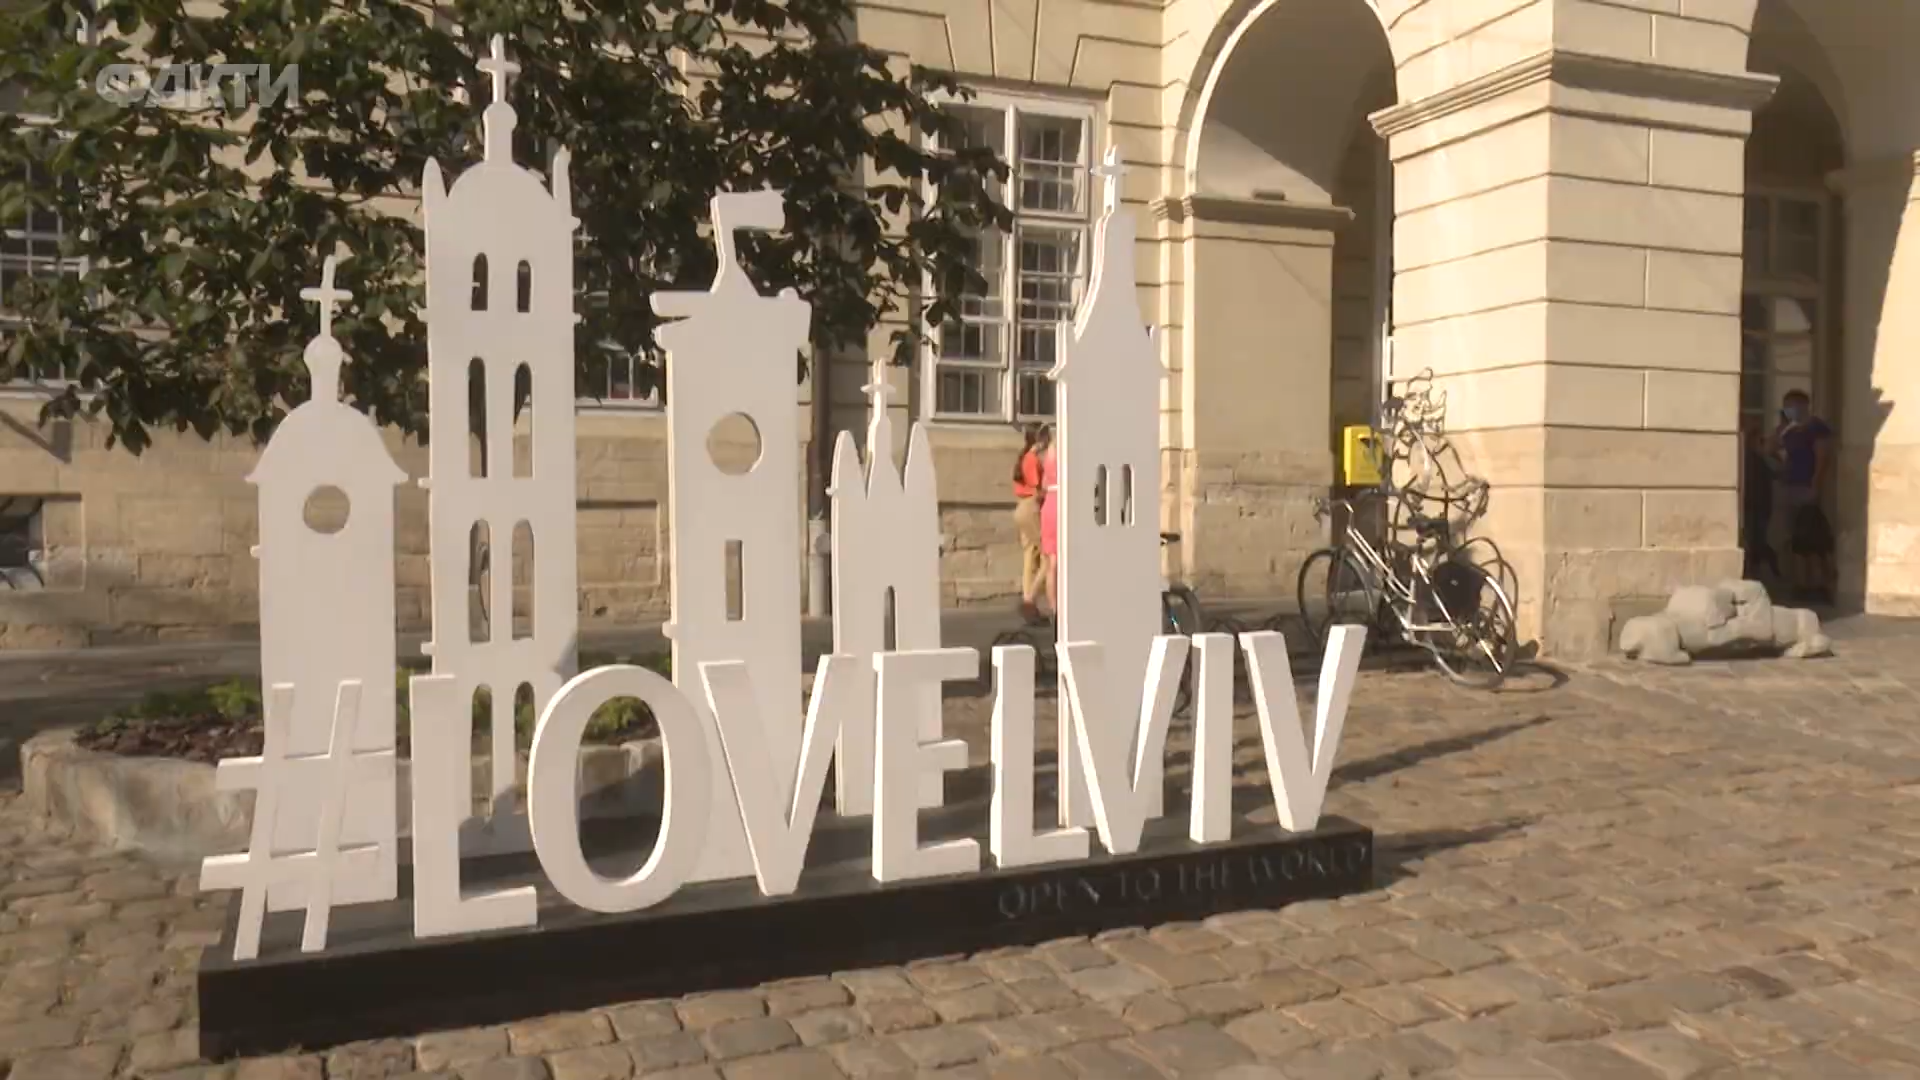 ФАКТИ
#LOVELVIV
OPEN TO THE WORLD